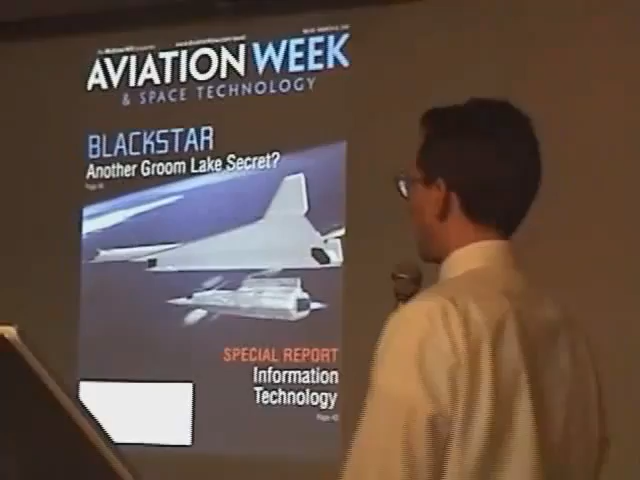 AVIATION WEEK
& SPACE TECHNOLOGY
BLACKSTAR
Another Groom Lake Secret?
SPECIAL REPORT
Information
Technology